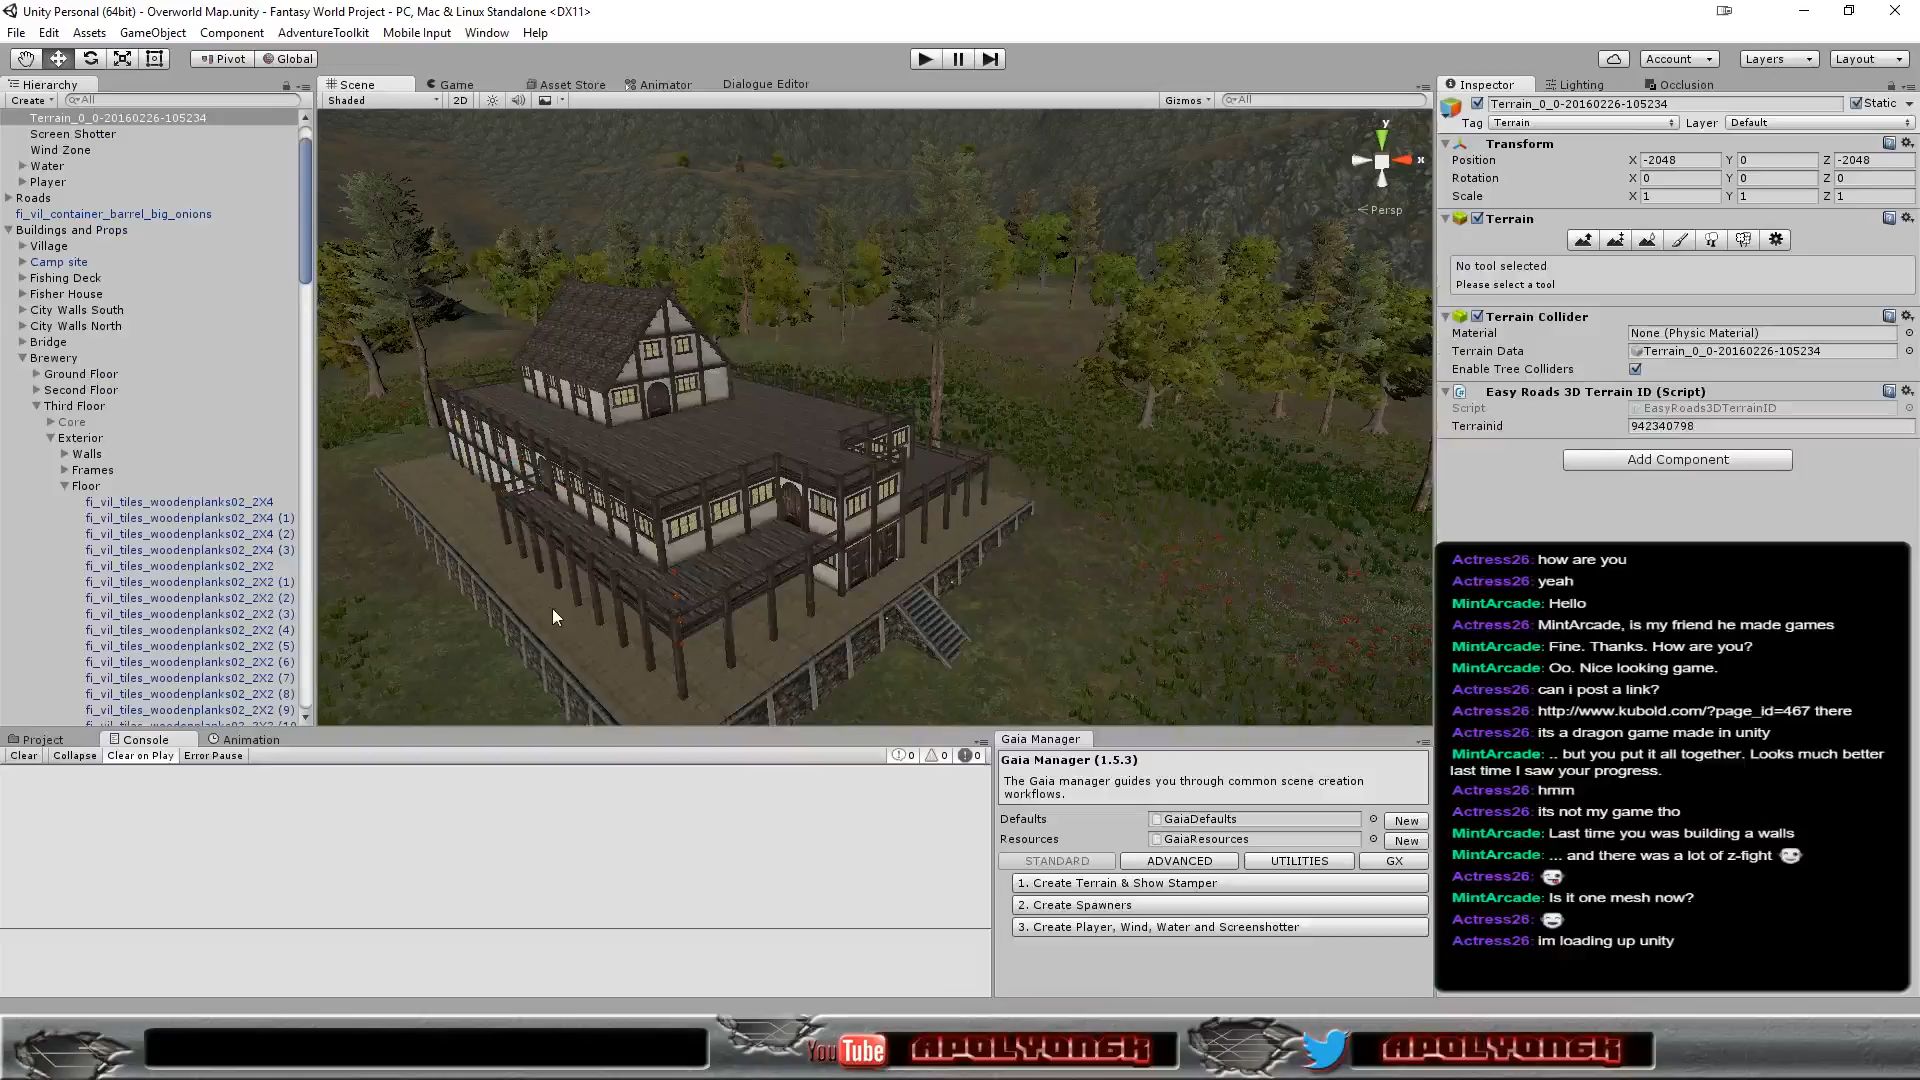 Unity Personal (64bit) - Overworld Map.unity - Fantasy World Project - PC, Mac & Linux Standalone <DX11>
File Edit Assets GameObject Component AdventureToolkit Mobile Input Window Help
Pivot Global Account Layers Layout
Hierarchy
Create All
Terrain_0_0-20160226-105234
Screen Shotter
Wind Zone
Water
Player
Roads
fi_vil_container_barrel_big_onions
Buildings and Props
Village
Camp site
Fishing Deck
Fisher House
City Walls South
City Walls North
Bridge
Brewery
Ground Floor
Second Floor
Third Floor
Core
Exterior
Walls
Frames
Floor
fi_vil_tiles_woodenplanks02_2X4
fi_vil_tiles_woodenplanks02_2X4 (1)
fi_vil_tiles_woodenplanks02_2X4 (2)
fi_vil_tiles_woodenplanks02_2X4 (3)
fi_vil_tiles_woodenplanks02_2X2
fi_vil_tiles_woodenplanks02_2X2 (1)
fi_vil_tiles_woodenplanks02_2X2 (2)
fi_vil_tiles_woodenplanks02_2X2 (3)
fi_vil_tiles_woodenplanks02_2X2 (4)
fi_vil_tiles_woodenplanks02_2X2 (5)
fi_vil_tiles_woodenplanks02_2X2 (6)
fi_vil_tiles_woodenplanks02_2X2 (7)
fi_vil_tiles_woodenplanks02_2X2 (8)
fi_vil_tiles_woodenplanks02_2X2 (9)
Scene Game Asset Store Animator Dialogue Editor
Shaded 2D Gizmos All
y
x
Persp
Inspector Lighting Occlusion
Terrain_0_0-20160226-105234 Static
Tag Terrain Layer Default
Transform
Position X -2048 Y 0 Z -2048
Rotation X 0 Y 0 Z 0
Scale X 1 Y 1 Z 1
Terrain
No tool selected
Please select a tool
Terrain Collider
Material None (Physic Material)
Terrain Data Terrain_0_0-20160226-105234
Enable Tree Colliders
Easy Roads 3D Terrain ID (Script)
Script EasyRoads3DTerrainID
Terrainid 942340798
Add Component
Actress26: how are you
Actress26: yeah
MintArcade: Hello
Actress26: MintArcade, is my friend he made games
MintArcade: Fine. Thanks. How are you?
MintArcade: Oo. Nice looking game.
Actress26: can i post a link?
Actress26: http://www.kubold.com/?page_id=467 there
Actress26: its a dragon game made in unity
MintArcade: .. but you put it all together. Looks much better
last time I saw your progress.
Actress26: hmm
Actress26: its not my game tho
MintArcade: Last time you was building a walls
MintArcade: ... and there was a lot of z-fight
Actress26:
MintArcade: Is it one mesh now?
Actress26:
Actress26: im loading up unity
Project Console Animation
Clear Collapse Clear on Play Error Pause 0 0 0
Gaia Manager
Gaia Manager (1.5.3)
The Gaia manager guides you through common scene creation
workflows.
Defaults GaiaDefaults New
Resources GaiaResources New
STANDARD ADVANCED UTILITIES GX
1. Create Terrain & Show Stamper
2. Create Spawners
3. Create Player, Wind, Water and Screenshotter
YouTube APOLYON6K APOLYON6K